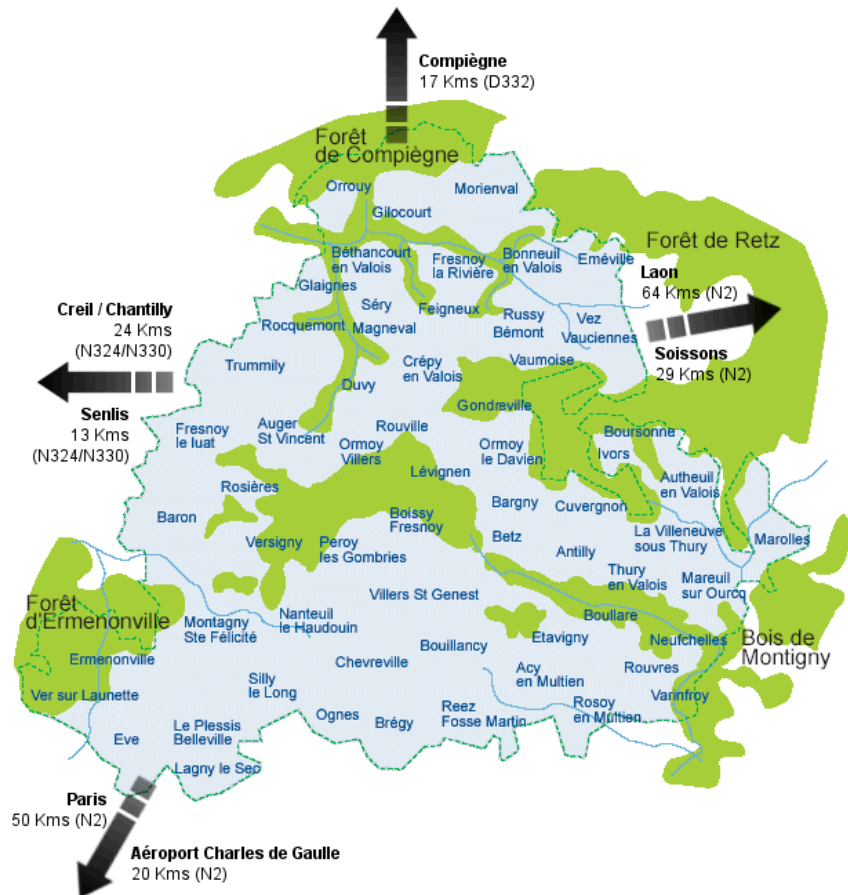 Compiègne
17 Kms (D332)
Forêt
de Compiègne
Orrouy
Morienval
Gilocourt
Forêt de Retz
Béthancourt
en Valois
Fresnoy
la Rivière
Bonneuil
en Valois
Eméville
Laon
64 Kms (N2)
Glaignes
Creil / Chantilly
24 Kms
(N324/N330)
Séry
Magneval
Feigneux
Russy
Bémont
Vez
Vauciennes
Rocquemont
Soissons
29 Kms (N2)
Trummily
Crépy
en Valois
Vaumoise
Duvy
Gondreville
Senlis
13 Kms
(N324/N330)
Fresnoy
le luat
Auger
St Vincent
Rouville
Ormoy
Villers
Ormoy
le Davien
Boursonne
Ivors
Lévignen
Autheuil
en Valois
Rosières
Baron
Bargny
Cuvergnon
Boissy
Fresnoy
Versigny
Peroy
les Gombries
Betz
Antilly
La Villeneuve
sous Thury
Marolles
Thury
en Valois
Mareuil
sur Ourcq
Villers St Genest
Forêt
d'Ermenonville
Montagny
Ste Félicité
Nanteuil
le Haudouin
Boullare
Etavigny
Neufchelles
Bois de
Montigny
Bouillancy
Ermenonville
Chevreville
Acy
en Multien
Rouvres
Ver sur Launette
Silly
le Long
Varinfroy
Ognes
Brégy
Reez
Fosse Martin
Rosoy
en Multien
Eve
Le Plessis
Belleville
Lagny le Sec
Paris
50 Kms (N2)
Aéroport Charles de Gaulle
20 Kms (N2)